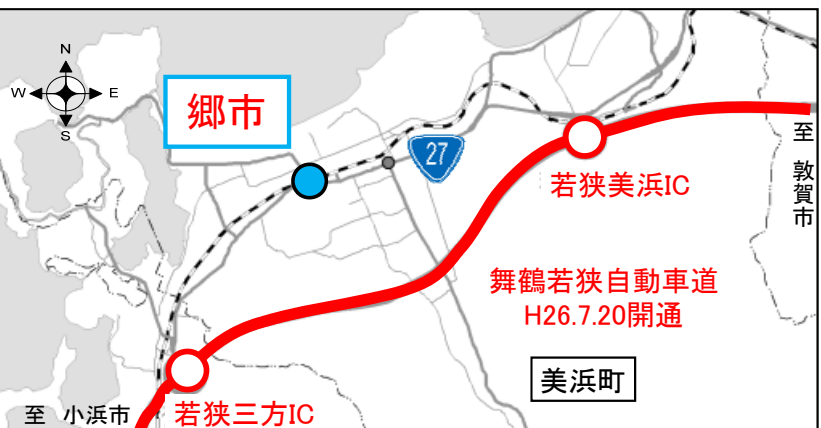 N
W
E
S
郷市
27
若狭美浜IC
至 敦賀市
舞鶴若狭自動車道
H26.7.20開通
美浜町
至 小浜市
若狭三方IC